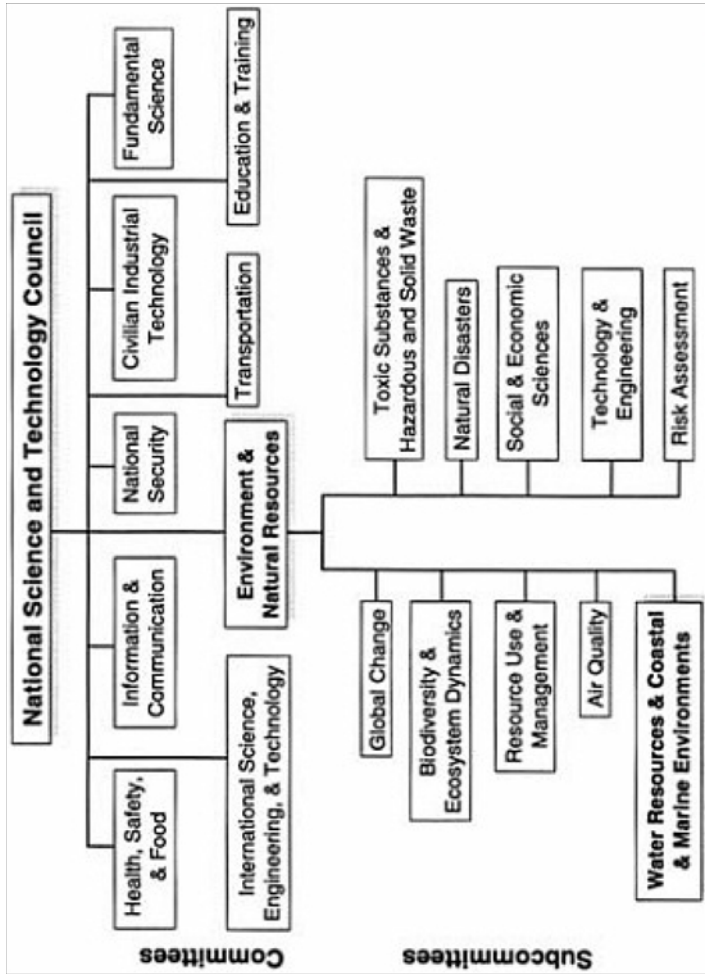 National Science and Technology Council
Committees
Health, Safety,
& Food
Information &
Communication
National
Security
Civilian Industrial
Technology
Fundamental
Science
International Science,
Engineering, & Technology
Environment &
Natural Resources
Transportation
Education & Training
Subcommittees
Global Change
Biodiversity &
Ecosystem Dynamics
Resource Use &
Management
Air Quality
Water Resources & Coastal
& Marine Environments
Toxic Substances &
Hazardous and Solid Waste
Natural Disasters
Social & Economic
Sciences
Technology &
Engineering
Risk Assessment